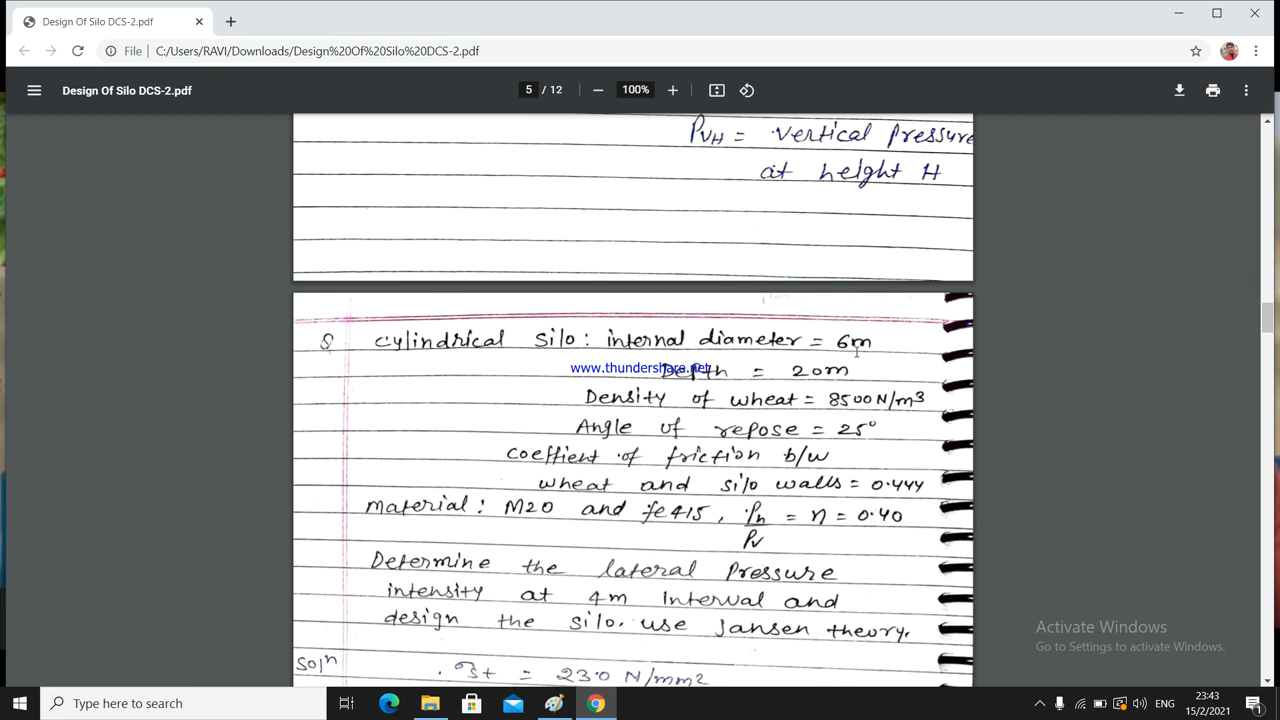 Design Of Silo DCS-2.pdf
File
C:/Users/RAVI/Downloads/Design%20Of%20Silo%20DCS-2.pdf
Design Of Silo DCS-2.pdf
5 / 12
100%
PVH = vertical pressure
at height H
Q cylindrical silo : internal diameter = 6m
www.thundershare.net
Depth = 20m
Density of wheat = 8500 N/m3
Angle of repose = 25°
coeffient of friction b/w
wheat and silo walls = 0.444
material : M20 and fe415, Ph/Pv = n = 0.40
Determine the lateral pressure
intensity at 4m interval and
design the silo. use Jansen theory.
Soln
σst = 230 N/mm2
Activate Windows
Go to Settings to activate Windows.
Type here to search
ENG
23:43
15/2/2021
1